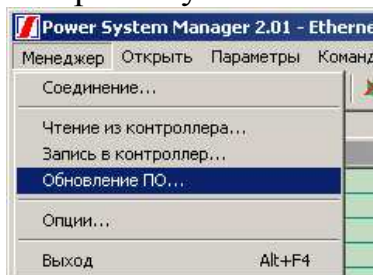 Power System Manager 2.01 - Etherne
Менеджер Открыть Параметры Команд
Соединение...
Чтение из контроллера...
Запись в контроллер...
Обновление ПО...
Опции...
Выход Alt+F4